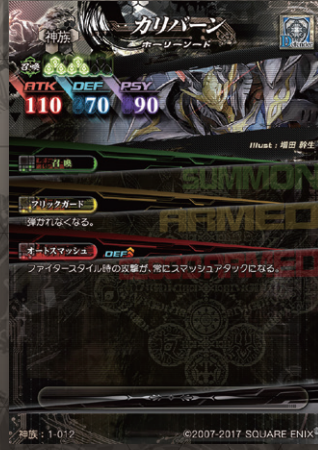 神族
カリバーン
ホーリーソード
召喚
ATK DEF PSY
110 70 90
Illust：増田 幹生
召喚
SUMMON
フリックガード
ARMED
弾かれなくなる。
オートスマッシュ DEF
ファイタースタイル時の攻撃が、常にスマッシュアタックになる。
神族：1-012 ©2007-2017 SQUARE ENIX